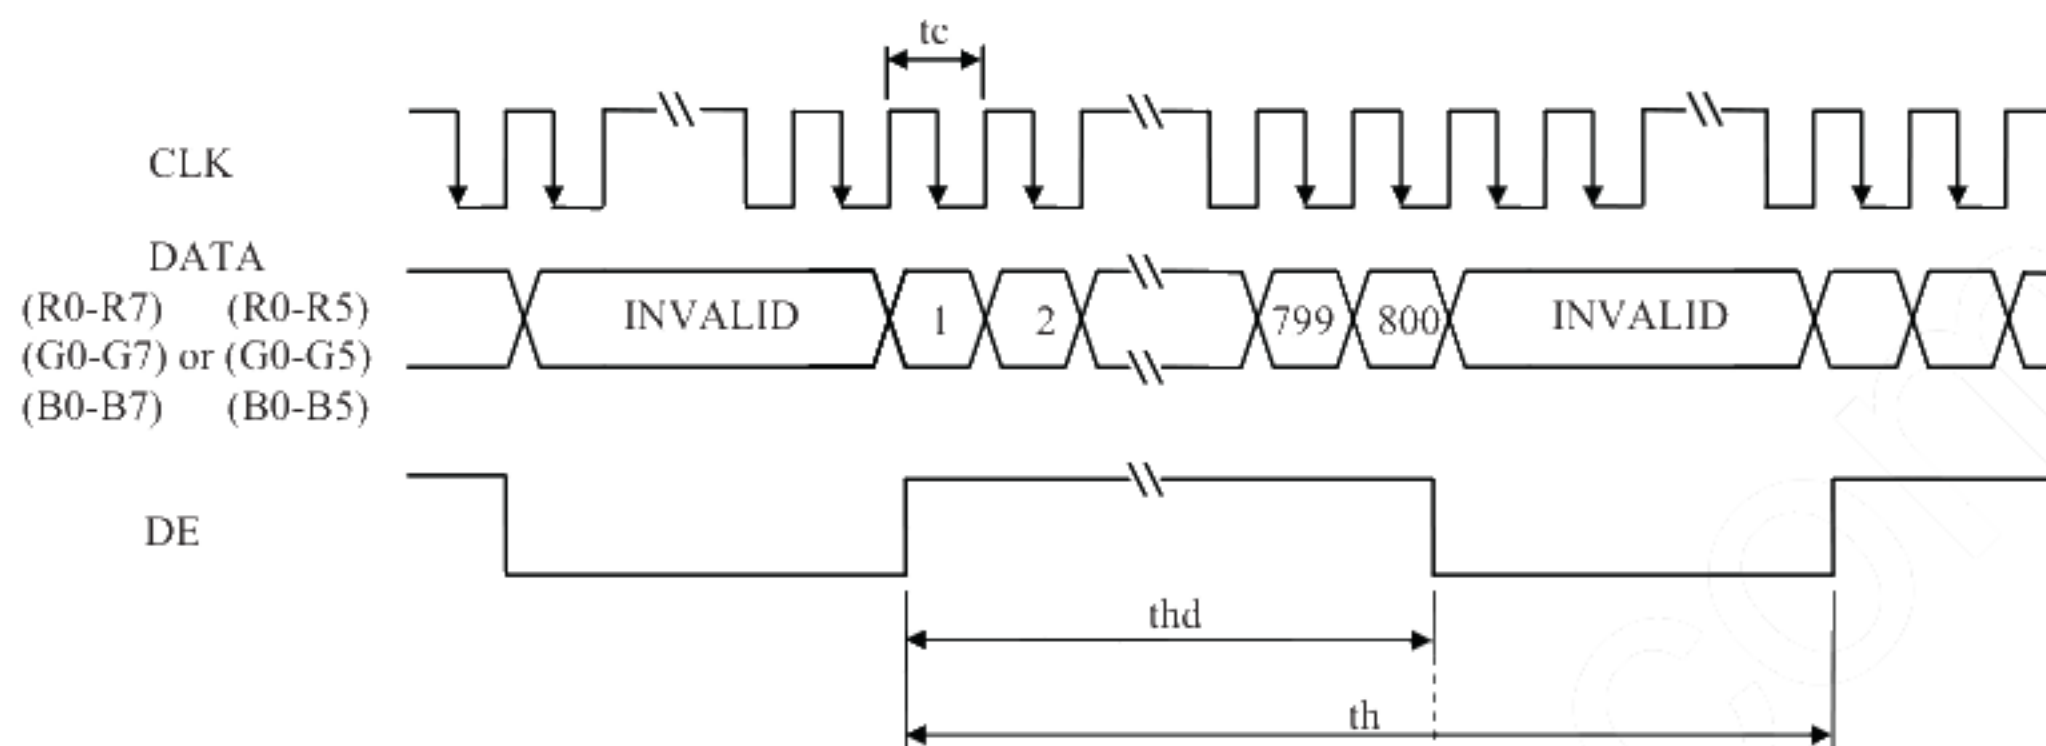 tc
CLK
DATA
(R0-R7) (R0-R5)
(G0-G7) or (G0-G5)
(B0-B7) (B0-B5)
INVALID 1 2 799 800 INVALID
DE
thd
th